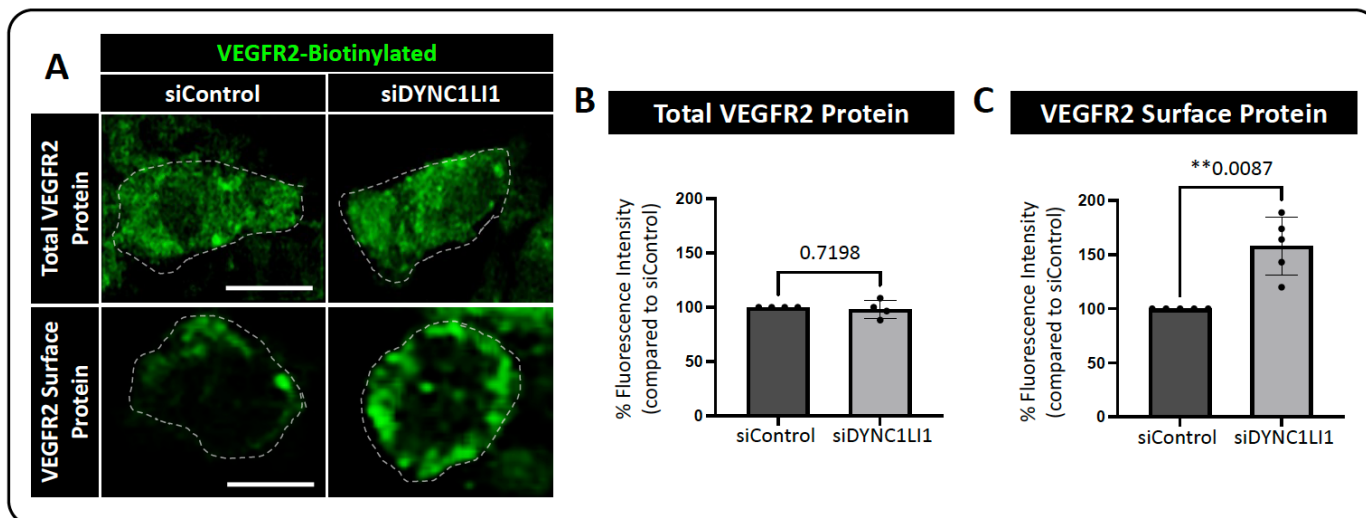 A
VEGFR2-Biotinylated
siControl
siDYNC1LI1
Total VEGFR2
Protein
VEGFR2 Surface
Protein
B
Total VEGFR2 Protein
% Fluorescence Intensity
(compared to siControl)
200
150
100
50
0
0.7198
siControl
siDYNC1LI1
C
VEGFR2 Surface Protein
% Fluorescence Intensity
(compared to siControl)
200
150
100
50
0
**0.0087
siControl
siDYNC1LI1